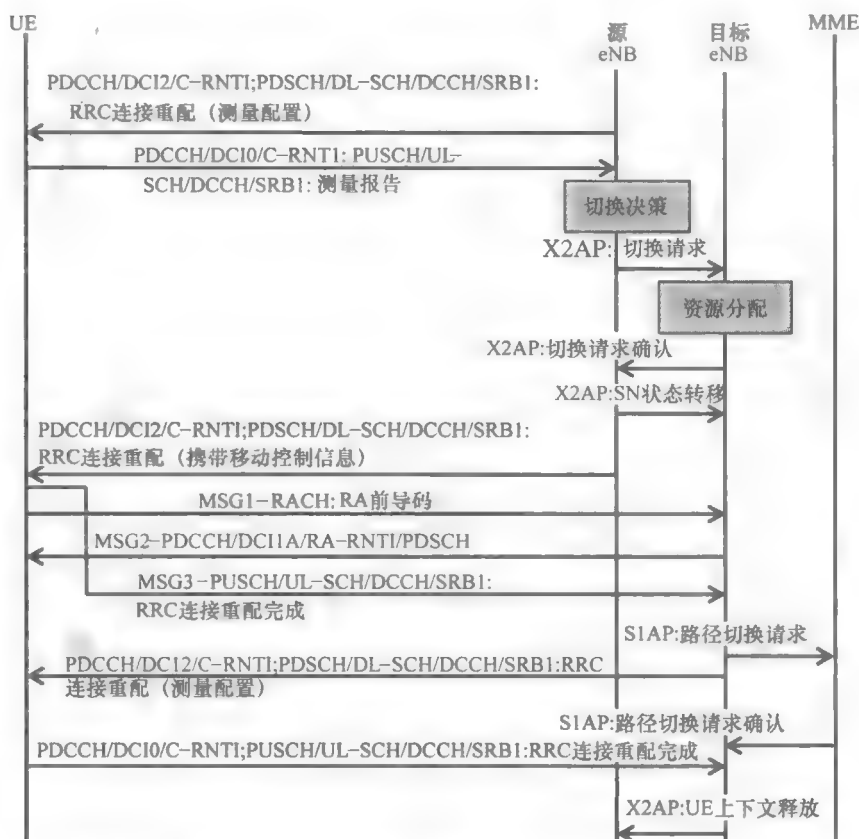 UE
源
eNB
目标
eNB
MME
PDCCH/DCI2/C-RNTI;PDSCH/DL-SCH/DCCH/SRB1:
RRC连接重配（测量配置）
PDCCH/DCI0/C-RNT1: PUSCH/UL-
SCH/DCCH/SRB1: 测量报告
切换决策
X2AP: 切换请求
资源分配
X2AP:切换请求确认
X2AP:SN状态转移
PDCCH/DCI2/C-RNTI;PDSCH/DL-SCH/DCCH/SRB1:
RRC连接重配（携带移动控制信息）
MSG1-RACH: RA前导码
MSG2-PDCCH/DCI1A/RA-RNTI/PDSCH
MSG3-PUSCH/UL-SCH/DCCH/SRB1:
RRC连接重配完成
S1AP:路径切换请求
PDCCH/DCI2/C-RNTI;PDSCH/DL-SCH/DCCH/SRB1:RRC
连接重配（测量配置）
S1AP:路径切换请求确认
PDCCH/DCI0/C-RNTI;PUSCH/UL-SCH/DCCH/SRB1:RRC连接重配完成
X2AP:UE上下文释放